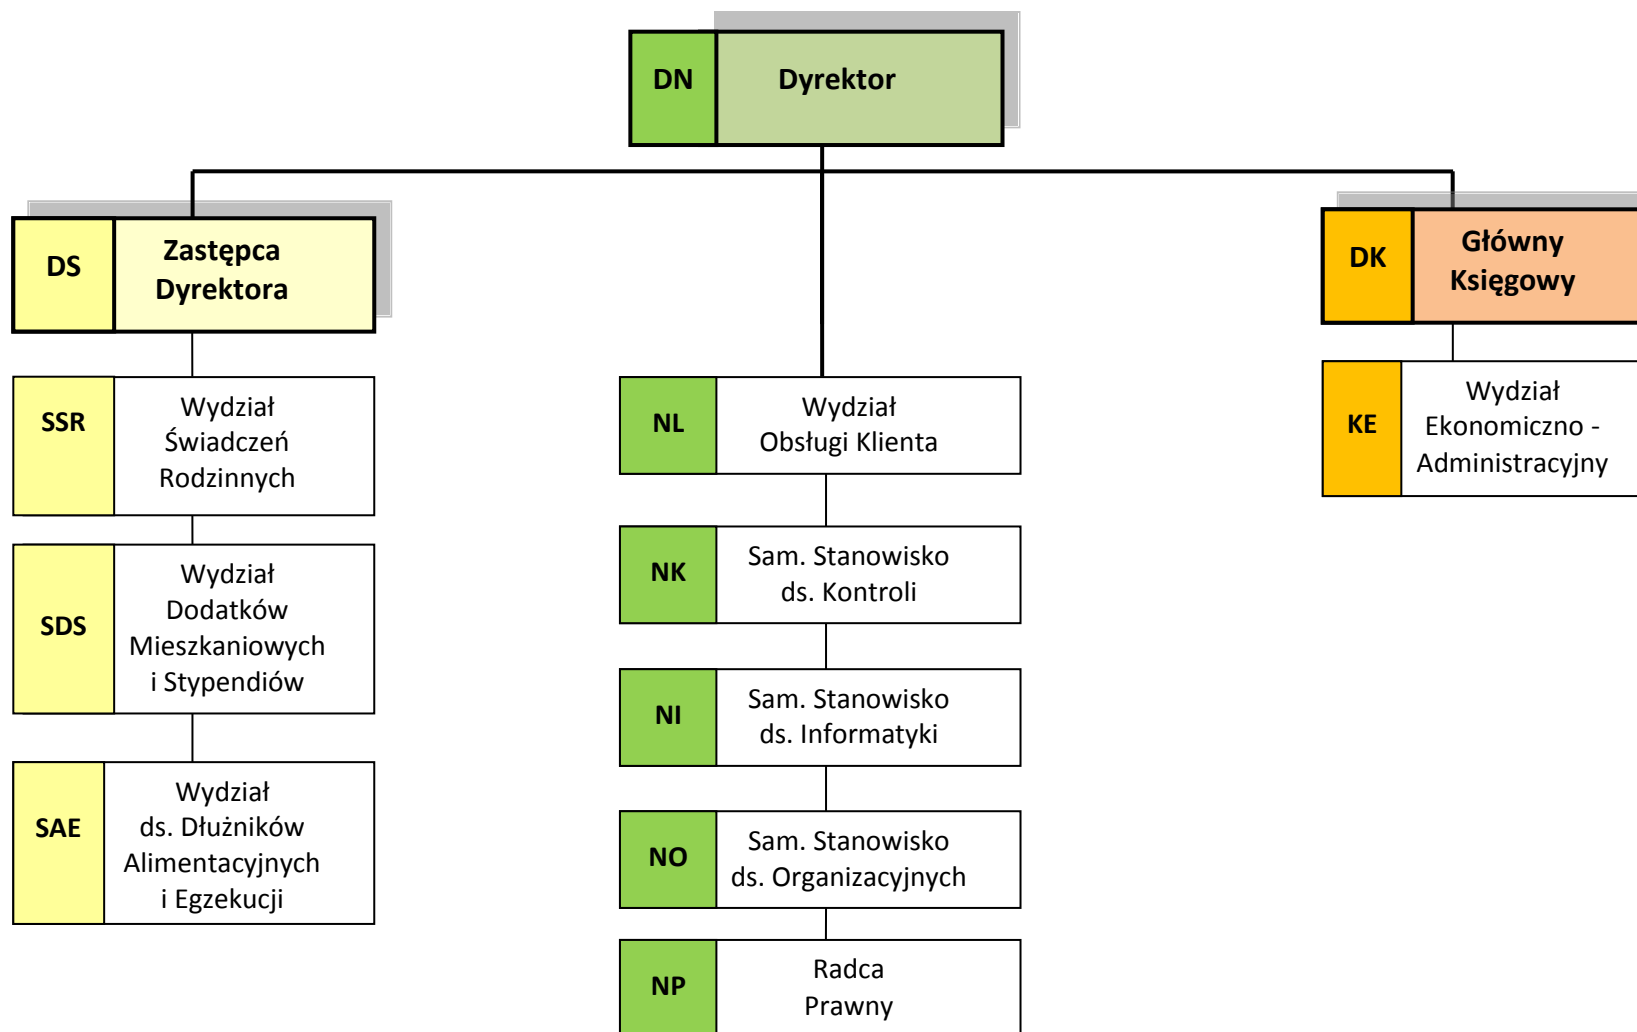 DN
Dyrektor
DS
Zastępca
Dyrektora
DK
Główny
Księgowy
SSR
Wydział
Świadczeń
Rodzinnych
SDS
Wydział
Dodatków
Mieszkaniowych
i Stypendiów
SAE
Wydział
ds. Dłużników
Alimentacyjnych
i Egzekucji
NL
Wydział
Obsługi Klienta
NK
Sam. Stanowisko
ds. Kontroli
NI
Sam. Stanowisko
ds. Informatyki
NO
Sam. Stanowisko
ds. Organizacyjnych
NP
Radca
Prawny
KE
Wydział
Ekonomiczno -
Administracyjny